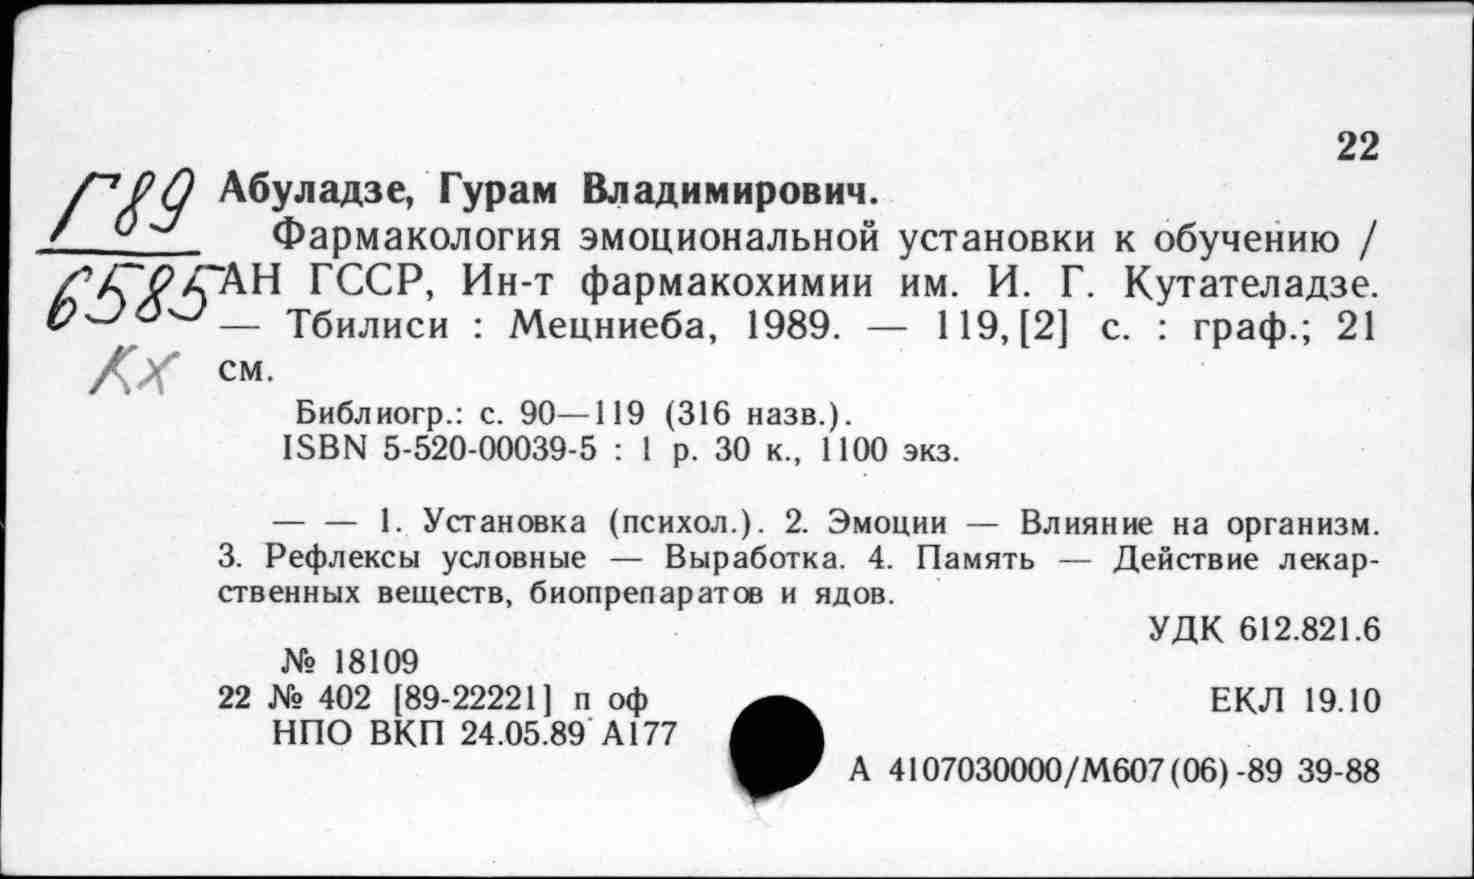 22
Г89 Абуладзе, Гурам Владимирович.
Фармакология эмоциональной установки к обучению /
6585 АН ГССР, Ин-т фармакохимии им. И. Г. Кутателадзе.
— Тбилиси : Мецниеба, 1989. — 119, [2] с. : граф.; 21
Кх см.
Библиогр.: с. 90—119 (316 назв.).
ISBN 5-520-00039-5 : 1 р. 30 к., 1100 экз.
— — 1. Установка (психол.). 2. Эмоции — Влияние на организм.
3. Рефлексы условные — Выработка. 4. Память — Действие лекар-
ственных веществ, биопрепаратов и ядов.
УДК 612.821.6
№ 18109
22 № 402 [89-22221] п оф
ЕКЛ 19.10
НПО ВКП 24.05.89 А177
А 4107030000/М607(06)-89 39-88